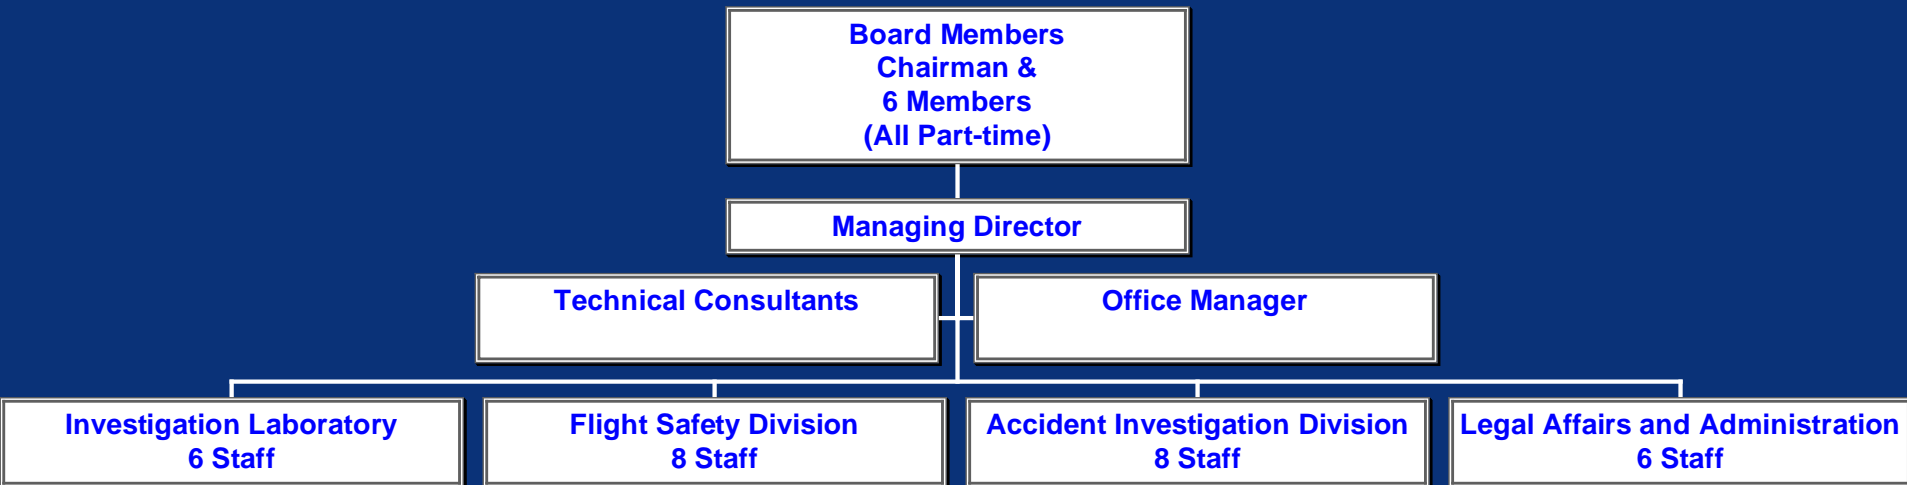 Board Members
Chairman &
6 Members
(All Part-time)
Managing Director
Technical Consultants
Office Manager
Investigation Laboratory
6 Staff
Flight Safety Division
8 Staff
Accident Investigation Division
8 Staff
Legal Affairs and Administration
6 Staff